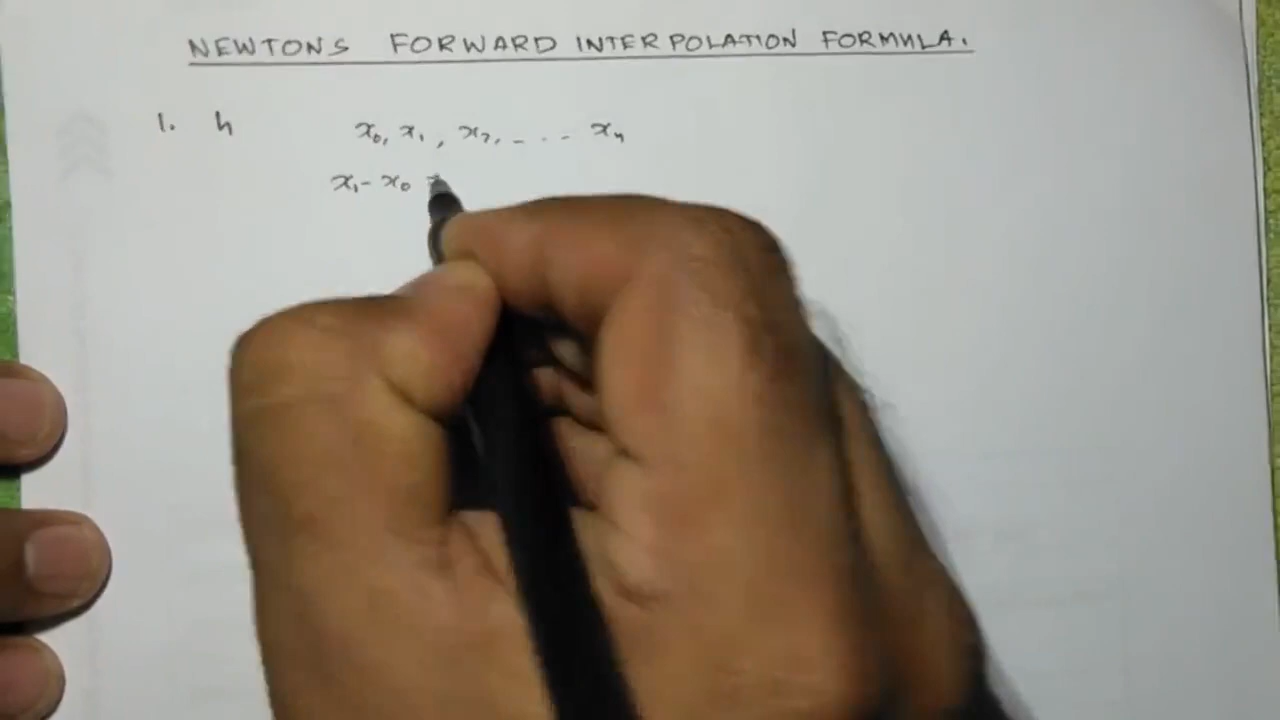 NEWTONS FORWARD INTERPOLATION FORMULA.
1. h x₀, x₁, x₂, - . . - xₙ
x₁ - x₀ =